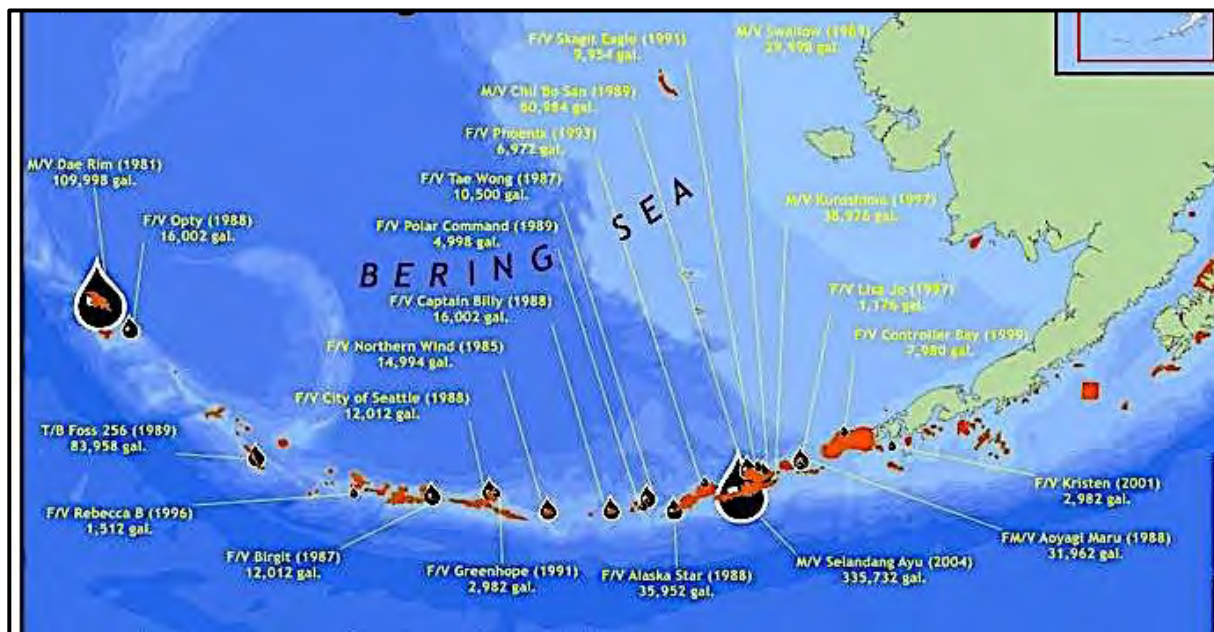 F/V Skagit Eagle (1991)
9,954 gal.
M/V Swallow (1989)
29,498 gal.
M/V Chil Bo San (1989)
60,984 gal.
F/V Phoenix (1993)
6,972 gal.
M/V Dae Rim (1981)
109,998 gal.
F/V Tae Wong (1987)
10,500 gal.
M/V Kuroshima (1997)
38,976 gal.
F/V Opty (1988)
16,002 gal.
F/V Polar Command (1989)
4,998 gal.
BERING SEA
F/V Captain Billy (1988)
16,002 gal.
F/V Lisa Jo (1997)
1,176 gal.
F/V Northern Wind (1985)
14,994 gal.
F/V Controller Bay (1999)
7,980 gal.
F/V City of Seattle (1988)
12,012 gal.
T/B Foss 256 (1989)
83,958 gal.
F/V Kristen (2001)
2,982 gal.
F/V Rebecca B (1996)
1,512 gal.
FM/V Aoyagi Maru (1988)
31,962 gal.
F/V Birgit (1987)
12,012 gal.
F/V Greenhope (1991)
2,982 gal.
F/V Alaska Star (1988)
35,952 gal.
M/V Selandang Ayu (2004)
335,732 gal.